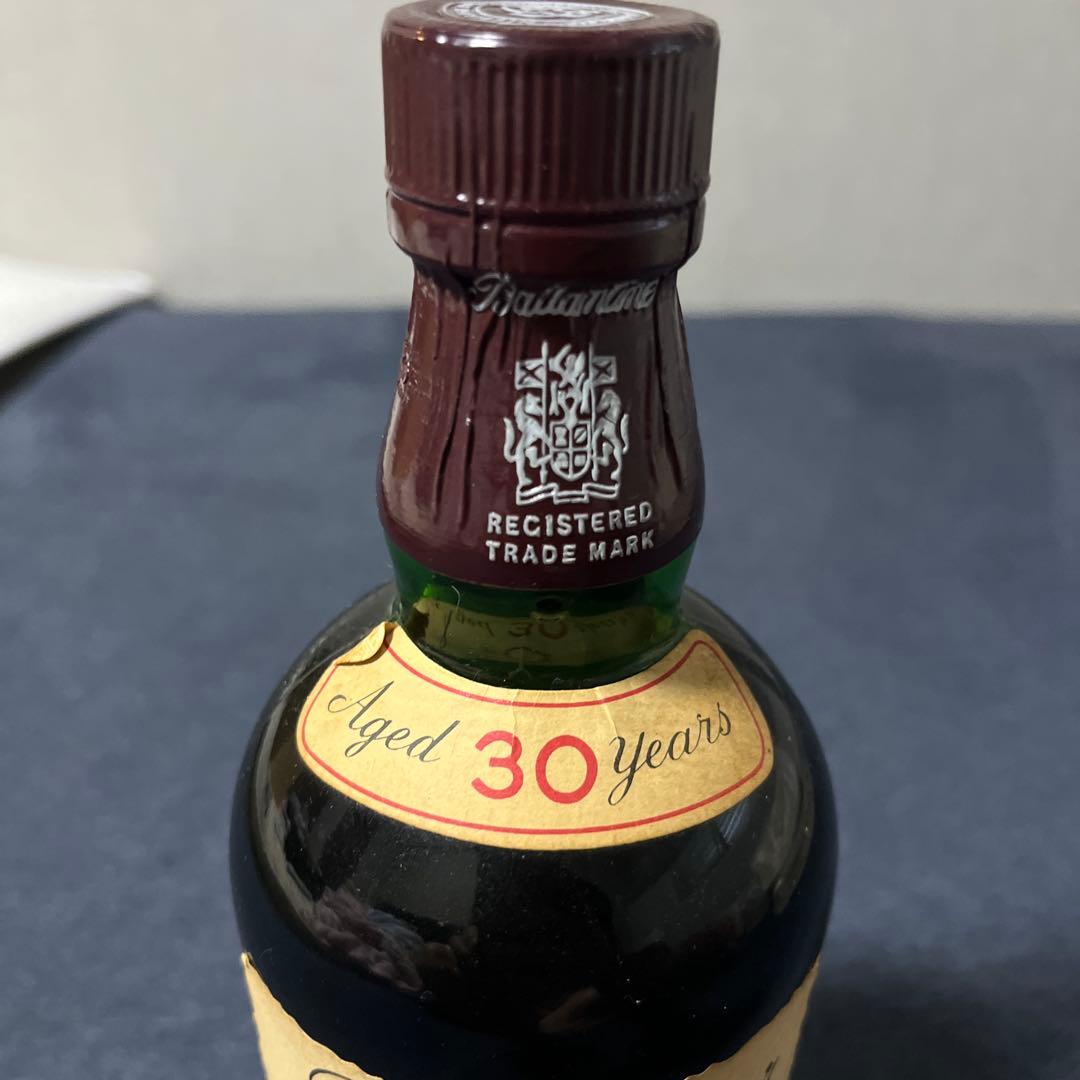 Ballantine
REGISTERED
TRADE MARK
Aged 30 Years